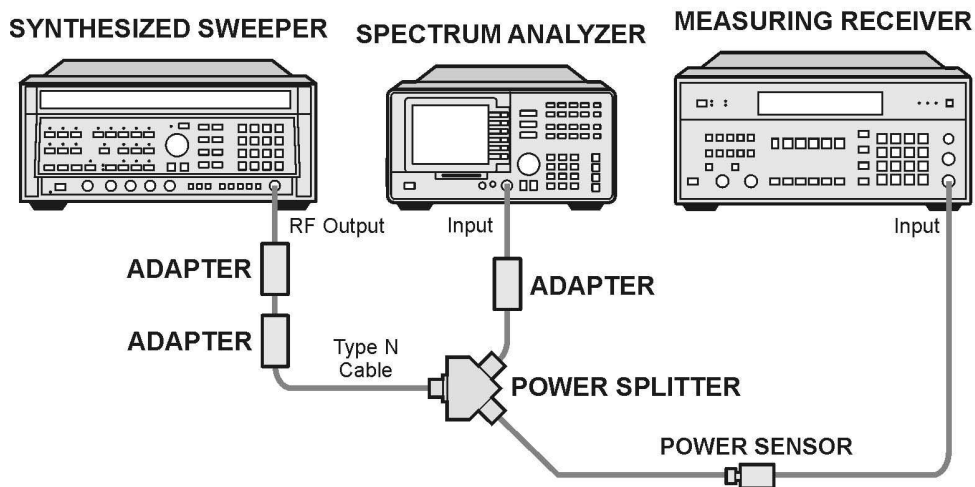 SYNTHESIZED SWEEPER
SPECTRUM ANALYZER
MEASURING RECEIVER
RF Output
Input
Input
ADAPTER
ADAPTER
ADAPTER
Type N
Cable
POWER SPLITTER
POWER SENSOR